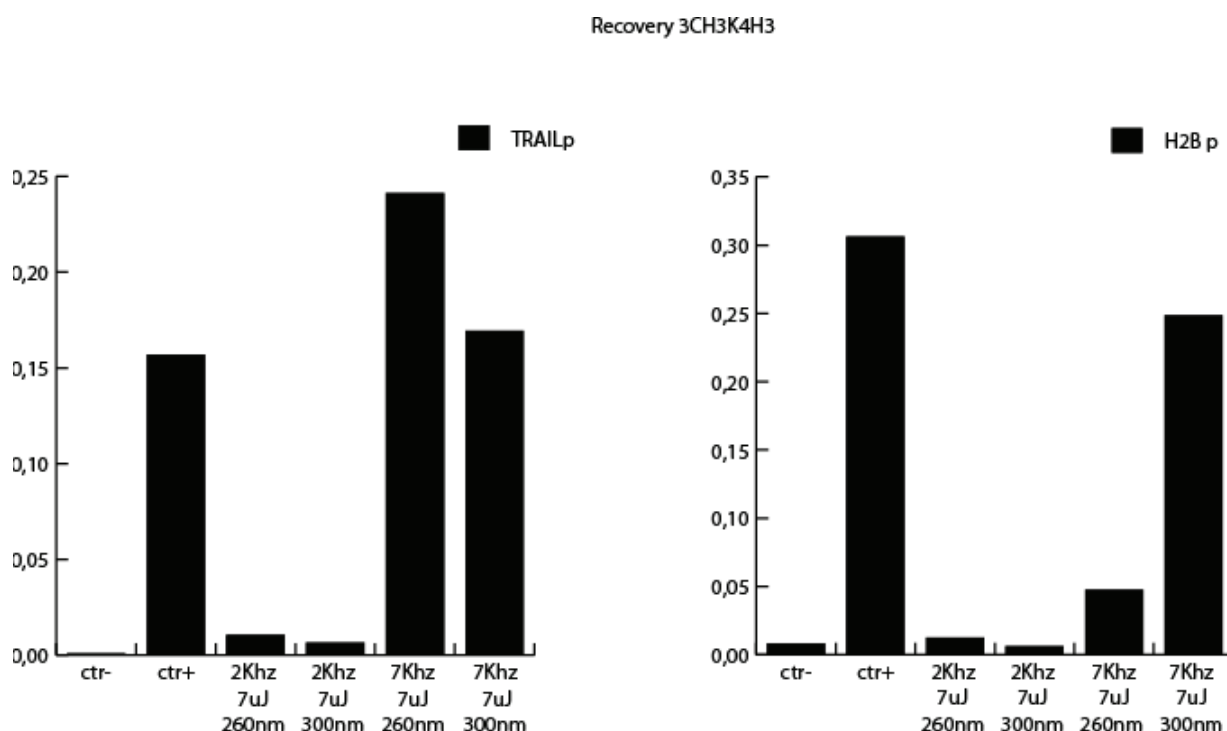 Recovery 3CH3K4H3
TRAILp
0,25
0,20
0,15
0,10
0,05
0,00
ctr-
ctr+
2Khz
7uJ
260nm
2Khz
7uJ
300nm
7Khz
7uJ
260nm
7Khz
7uJ
300nm
H2B p
0,35
0,30
0,25
0,20
0,15
0,10
0,05
0,00
ctr-
ctr+
2Khz
7uJ
260nm
2Khz
7uJ
300nm
7Khz
7uJ
260nm
7Khz
7uJ
300nm